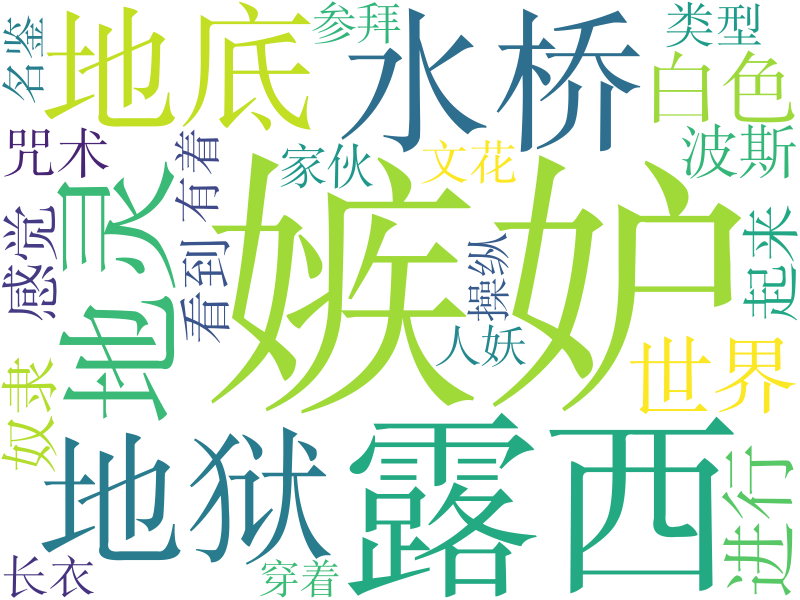 名鉴
地底
参拜
水桥
类型
白色
咒术
有着
家伙
文花
波斯
感觉
地灵
看到
嫉妒
操纵
起来
人妖
奴隶
世界
地狱
露西
进行
长衣
穿着